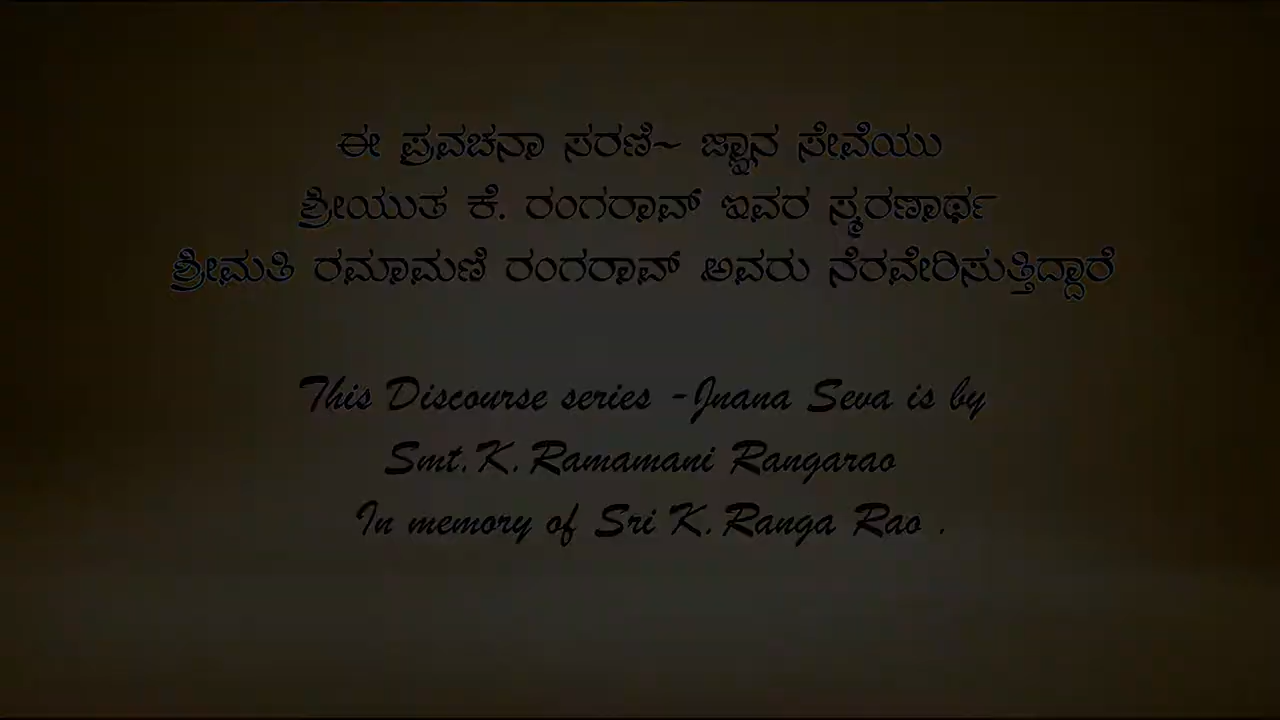 ಈ ಪ್ರವಚನಾ ಸರಣಿ~ ಜ್ಞಾನ ಸೇವೆಯು
ಶ್ರೀಯುತ ಕೆ. ರಂಗರಾವ್ ಇವರ ಸ್ಮರಣಾರ್ಥ
ಶ್ರೀಮತಿ ರಮಾಮಣಿ ರಂಗರಾವ್ ಅವರು ನೆರವೇರಿಸುತ್ತಿದ್ದಾರೆ
This Discourse series -Jnana Seva is by
Smt. K. Ramamani Rangarao
In memory of Sri K. Ranga Rao .